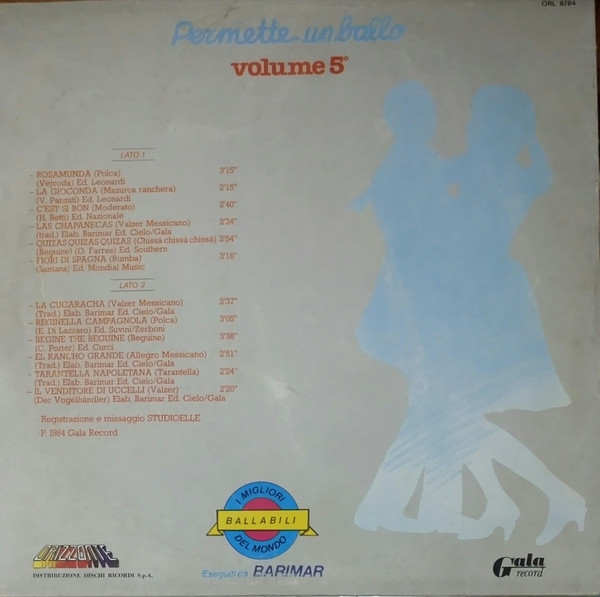 GRL 8/84
Permette un ballo
volume 5°
LATO 1
- ROSAMUNDA (Polca) 3'15"
(Vejvoda) Ed. Leonardi
- LA GIOCONDA (Mazurca ranchera) 2'15"
(V. Panzuti) Ed. Leonardi
- C'EST SI BON (Moderato) 2'40"
(H. Betti) Ed. Nazionale
- LAS CHAPANECAS (Valzer Messicano) 2'34"
(trad.) Elab. Barimar Ed. Cielo/Gala
- QUIZAS QUIZAS QUIZAS (Chissà chissà chissà) 2'54"
(Beguine) (O. Farres) Ed. Southern
- FIORI DI SPAGNA (Rumba) 3'16"
(Santana) Ed. Mondial Music
LATO 2
- LA CUCARACHA (Valzer Messicano) 2'37"
(Trad.) Elab. Barimar Ed. Cielo/Gala
- REGINELLA CAMPAGNOLA (Polca) 3'05"
(E. Di Lazzaro) Ed. Suvini/Zerboni
- BEGINE THE BEGUINE (Beguine) 3'38"
(C. Porter) Ed. Curci
- EL RANCHO GRANDE (Allegro Messicano) 2'51"
(Trad.) Elab. Barimar Ed. Cielo/Gala
- TARANTELLA NAPOLETANA (Tarantella) 2'24"
(Trad.) Elab. Barimar Ed. Cielo/Gala
- IL VENDITORE DI UCCELLI (Valzer) 2'20"
(Der Vogelhändler) Elab. Barimar Ed. Cielo/Gala
Registrazione e missaggio STUDIOELLE
P. 1984 Gala Record
I MIGLIORI
BALLABILI
DEL MONDO
Eseguiti da BARIMAR
ORIZZONTE
DISTRIBUZIONE DISCHI RICORDI S.p.A.
Gala
record